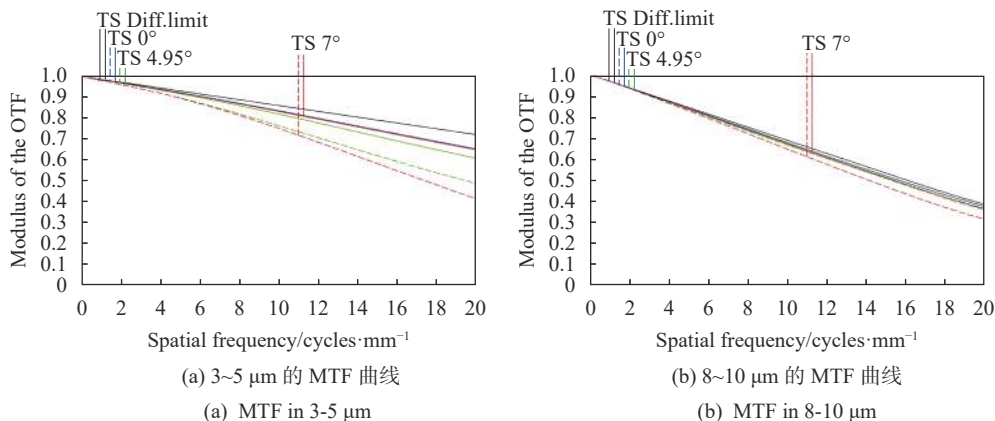 TS Diff.limit
TS 0°
TS 4.95°
TS 7°
1.0
0.9
0.8
0.7
0.6
0.5
0.4
0.3
0.2
0.1
0
Modulus of the OTF
0 2 4 6 8 10 12 14 16 18 20
Spatial frequency/cycles·mm⁻¹
(a) 3~5 μm 的 MTF 曲线
(a) MTF in 3-5 μm
TS Diff.limit
TS 0°
TS 4.95°
TS 7°
1.0
0.9
0.8
0.7
0.6
0.5
0.4
0.3
0.2
0.1
0
Modulus of the OTF
0 2 4 6 8 10 12 14 16 18 20
Spatial frequency/cycles·mm⁻¹
(b) 8~10 μm 的 MTF 曲线
(b) MTF in 8-10 μm